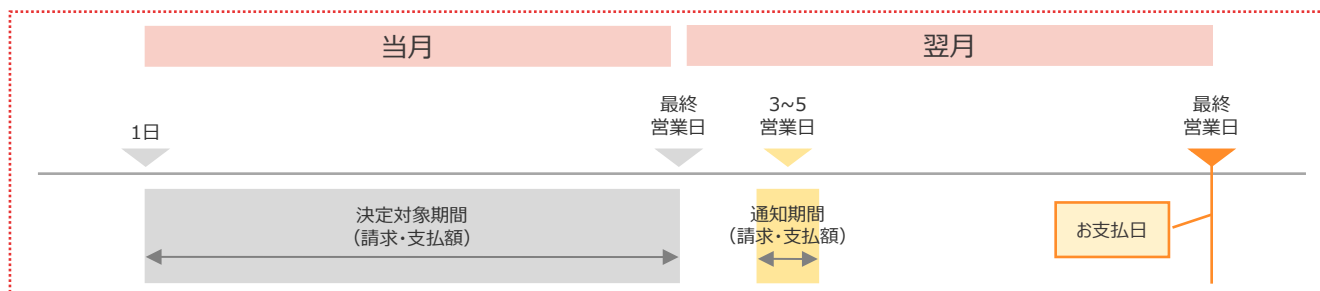 当月
翌月
1日
最終
営業日
3~5
営業日
最終
営業日
決定対象期間
(請求・支払額)
通知期間
(請求・支払額)
お支払日